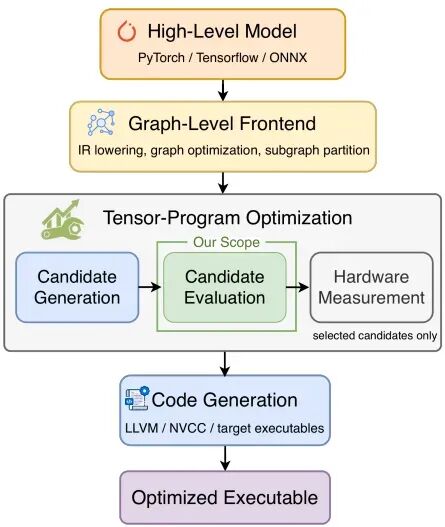 High-Level Model
PyTorch / Tensorflow / ONNX
Graph-Level Frontend
IR lowering, graph optimization, subgraph partition
Tensor-Program Optimization
Our Scope
Candidate
Generation
Candidate
Evaluation
Hardware
Measurement
selected candidates only
Code Generation
LLVM / NVCC / target executables
Optimized Executable